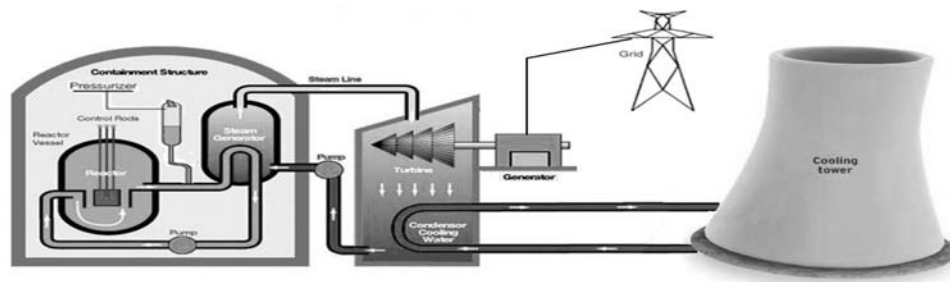 Containment Structure
Pressurizer
Control Rods
Reactor
Vessel
Reactor
Steam
Generator
Pump
Steam Line
Pump
Turbine
Condensor
Cooling
Water
Generator
Grid
Cooling
tower